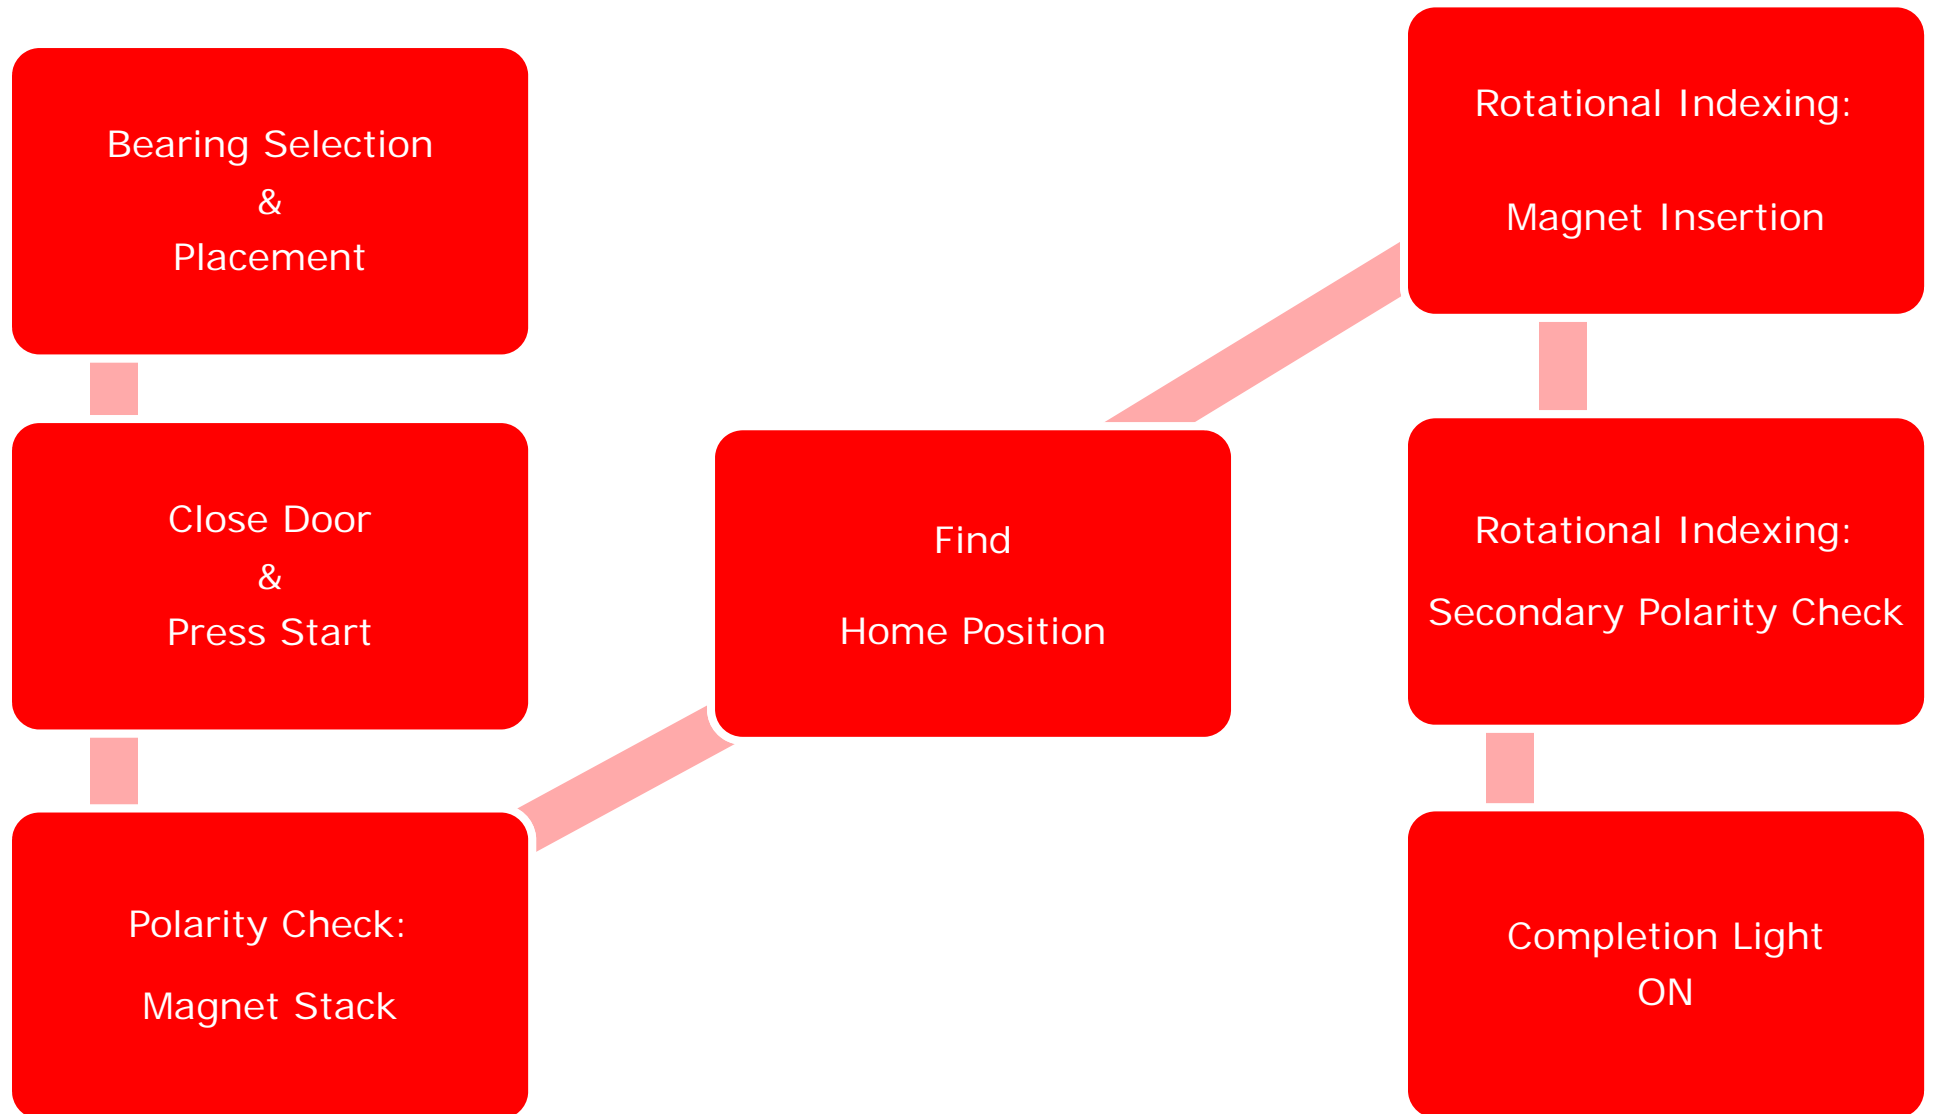 Bearing Selection
&
Placement
Close Door
&
Press Start
Polarity Check:
Magnet Stack
Find
Home Position
Rotational Indexing:
Magnet Insertion
Rotational Indexing:
Secondary Polarity Check
Completion Light
ON